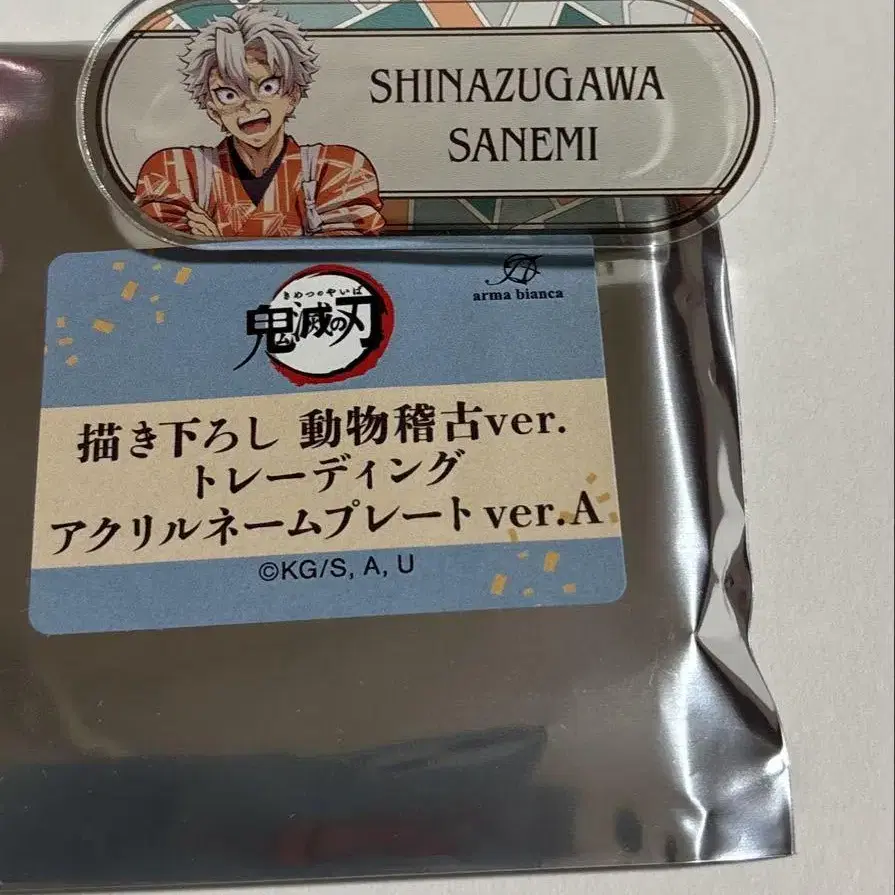 SHINAZUGAWA
SANEMI
arma bianca
きめつのやいば
鬼滅の刃
描き下ろし 動物稽古ver.
トレーディング
アクリルネームプレートver.A
©KG/S, A, U